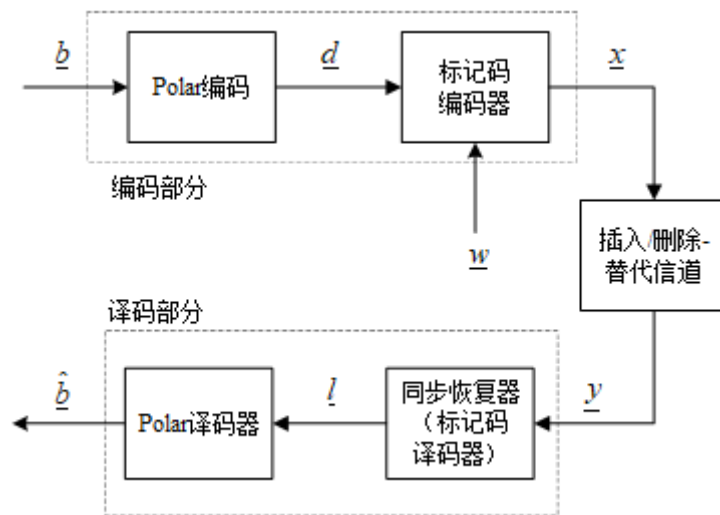 b
Polar编码
d
标记码
编码器
x
编码部分
w
插入/删除-
替代信道
译码部分
b̂
Polar译码器
l
同步恢复器
（标记码
译码器）
y